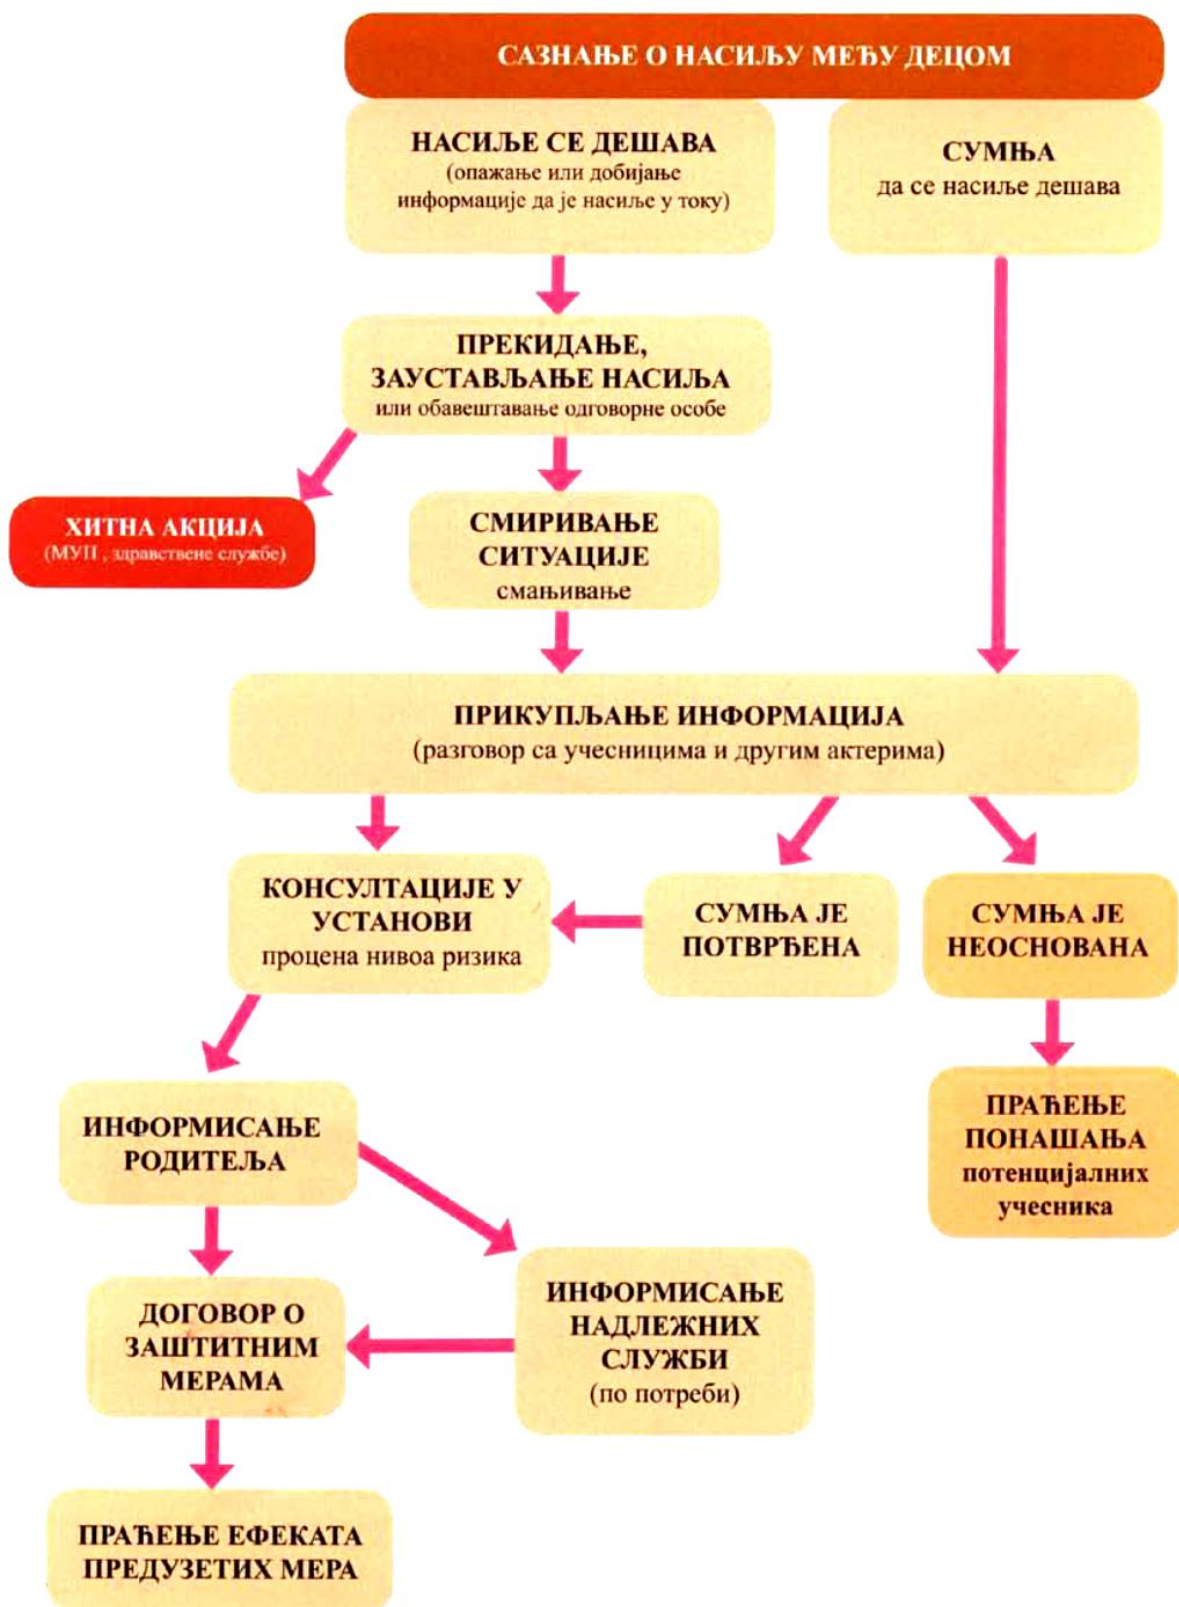 САЗНАЊЕ О НАСИЉУ МЕЂУ ДЕЦОМ
НАСИЉЕ СЕ ДЕШАВА
(опажање или добијање
информације да је насиље у току)
СУМЊА
да се насиље дешава
ПРЕКИДАЊЕ,
ЗАУСТАВЉАЊЕ НАСИЉА
или обавештавање одговорне особе
ХИТНА АКЦИЈА
(МУП , здравствене службе)
СМИРИВАЊЕ
СИТУАЦИЈЕ
смањивање
ПРИКУПЉАЊЕ ИНФОРМАЦИЈА
(разговор са учесницима и другим актерима)
КОНСУЛТАЦИЈЕ У
УСТАНОВИ
процена нивоа ризика
СУМЊА ЈЕ
ПОТВРЂЕНА
СУМЊА ЈЕ
НЕОСНОВАНА
ИНФОРМИСАЊЕ
РОДИТЕЉА
ПРАЋЕЊЕ
ПОНАШАЊА
потенцијалних
учесника
ДОГОВОР О
ЗАШТИТНИМ
МЕРАМА
ИНФОРМИСАЊЕ
НАДЛЕЖНИХ
СЛУЖБИ
(по потреби)
ПРАЋЕЊЕ ЕФЕКАТА
ПРЕДУЗЕТИХ МЕРА